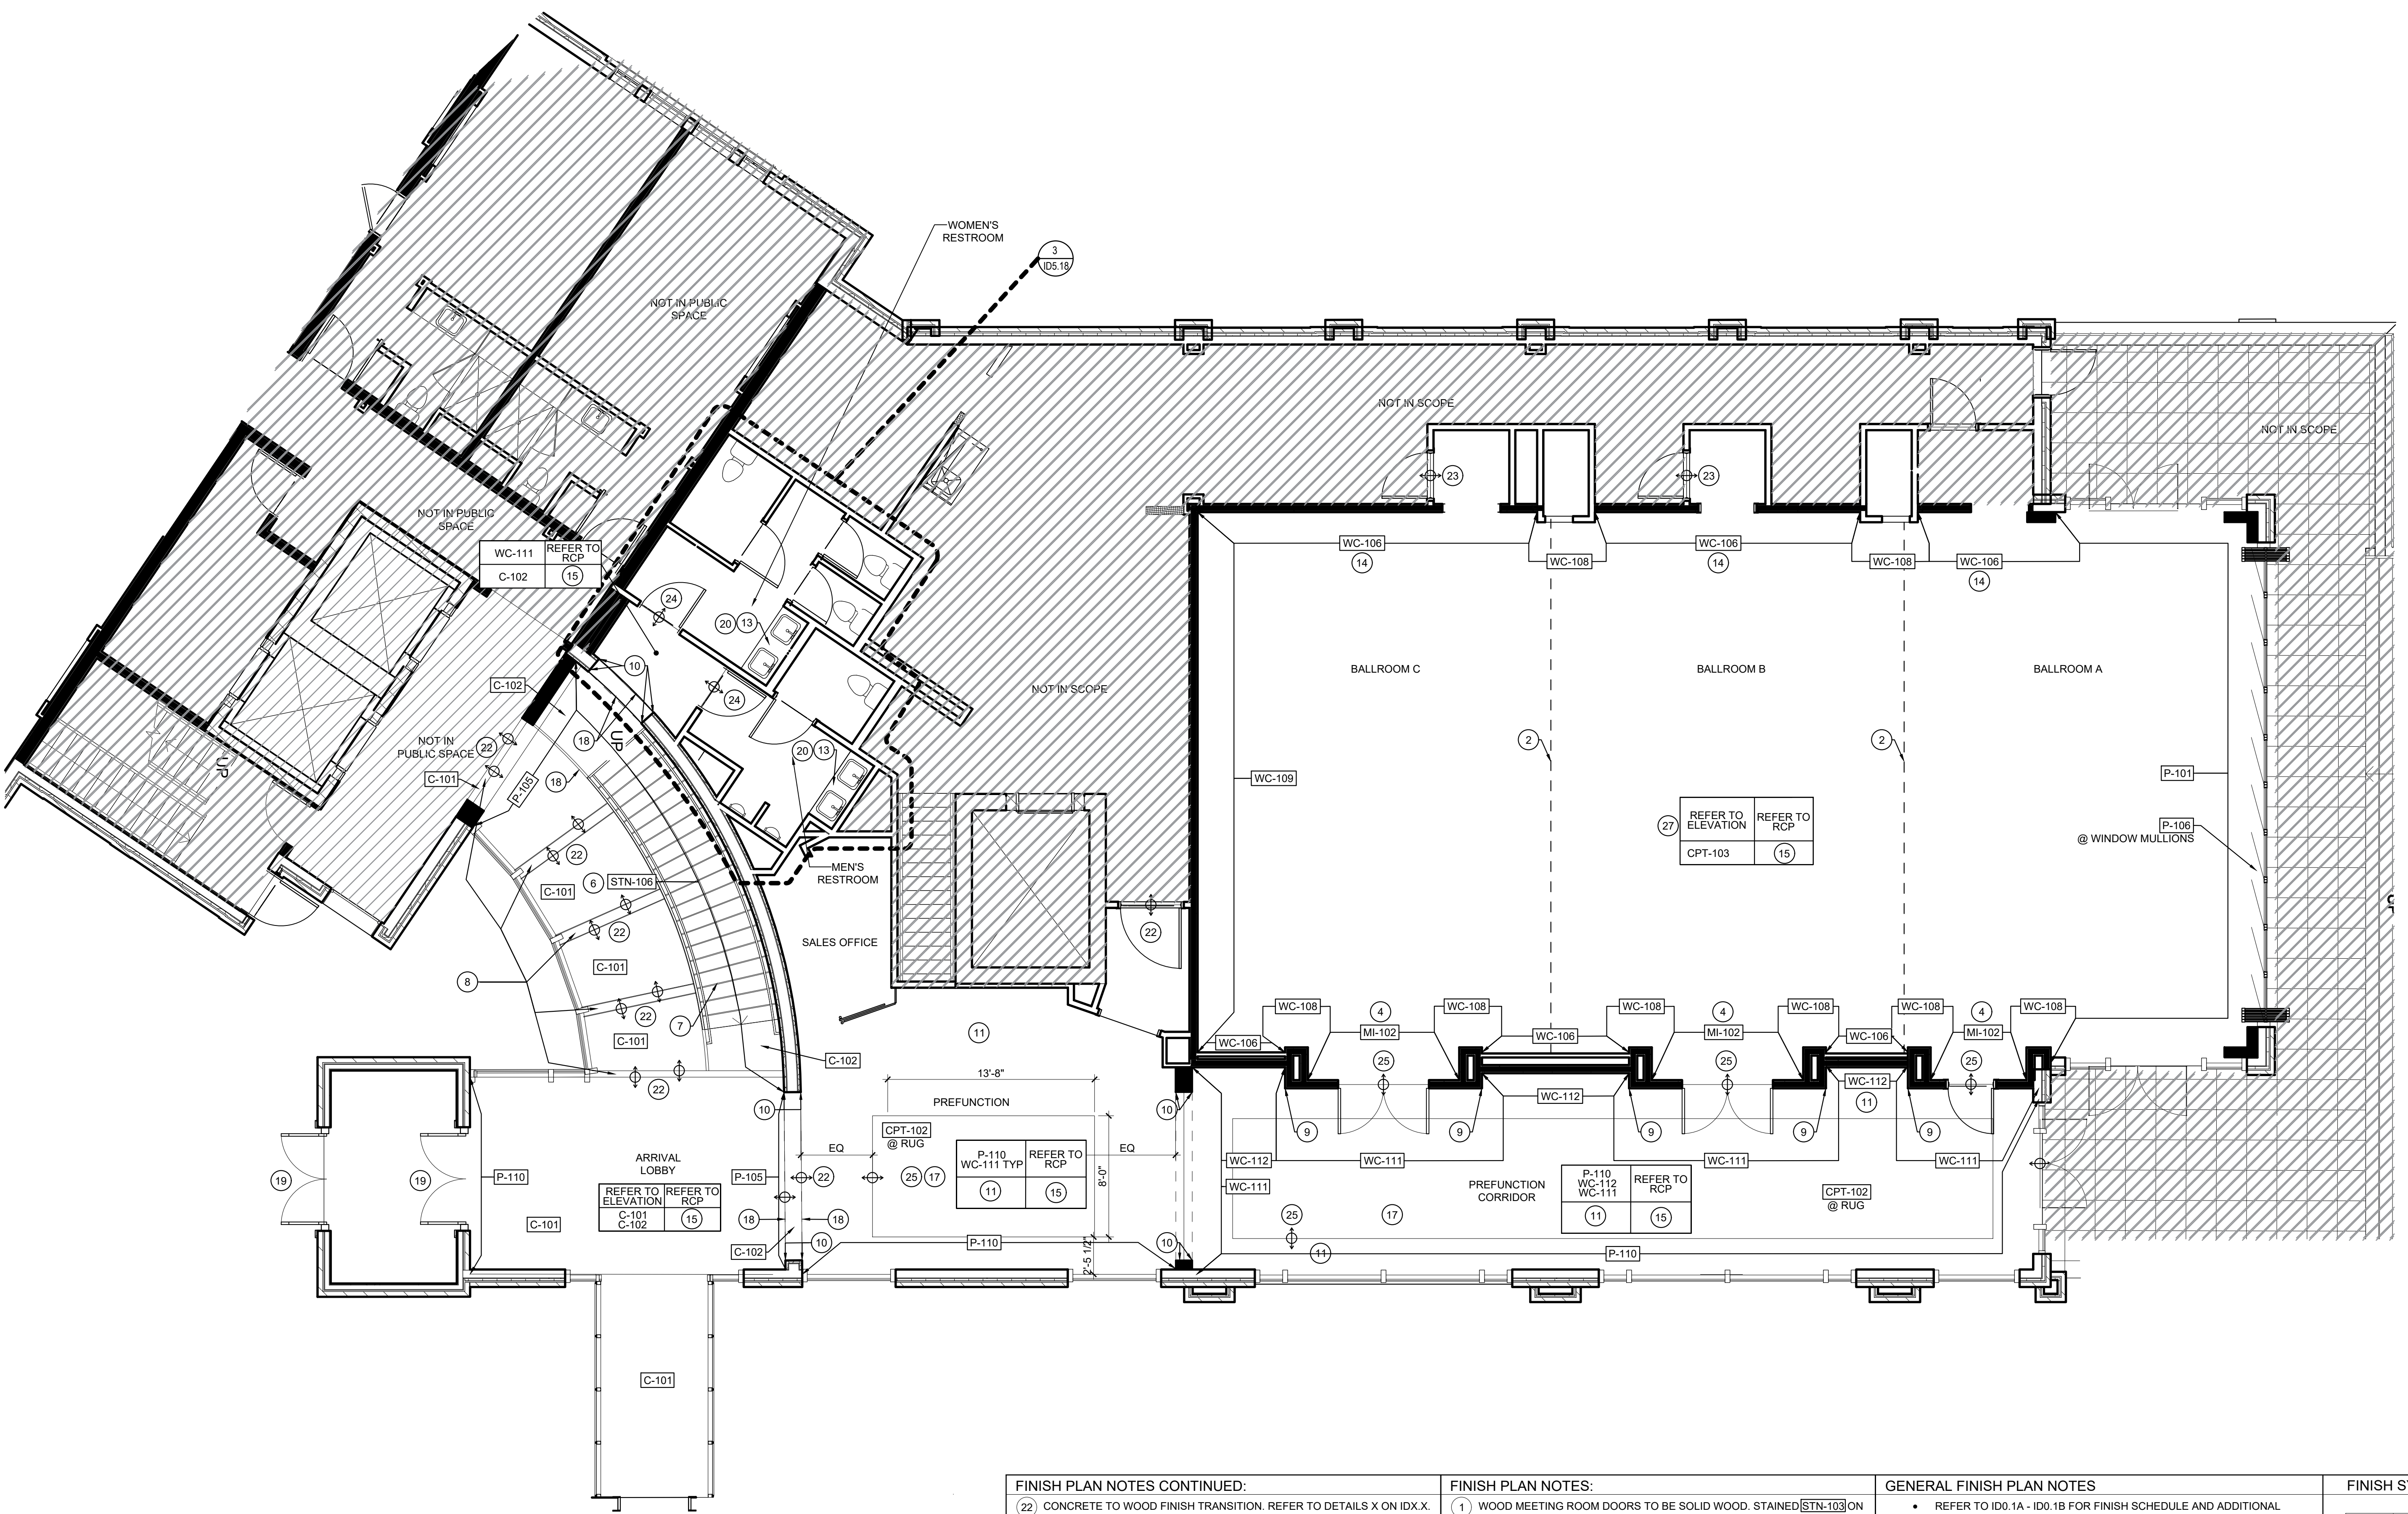 WOMEN'S
RESTROOM
3
ID5.18
NOT IN PUBLIC
SPACE
NOT IN SCOPE
NOT IN SCOPE
23
23
NOT IN PUBLIC
SPACE
WC-111
REFER TO
RCP
C-102
15
WC-106
14
WC-108
WC-106
14
WC-108
WC-106
14
24
20
13
10
C-102
24
NOT IN SCOPE
BALLROOM C
BALLROOM B
BALLROOM A
NOT IN
PUBLIC SPACE
22
18
UP
UP
20
13
2
2
C-101
P-105
18
WC-109
P-101
27
REFER TO
ELEVATION
REFER TO
RCP
CPT-103
15
P-106
@ WINDOW MULLIONS
22
C-101
6
STN-106
MEN'S
RESTROOM
22
C-101
SALES OFFICE
22
8
22
7
C-101
C-102
11
WC-108
4
WC-108
WC-108
4
WC-108
WC-108
4
WC-108
MI-102
MI-102
MI-102
WC-106
WC-106
WC-106
25
25
25
22
13'-8"
WC-112
WC-112
11
10
PREFUNCTION
10
CPT-102
@ RUG
9
9
9
9
9
EQ
EQ
ARRIVAL
LOBBY
P-110
WC-111 TYP
REFER TO
RCP
11
15
8'-0"
WC-112
WC-111
WC-111
WC-111
19
19
P-110
P-105
22
25
17
WC-111
PREFUNCTION
CORRIDOR
P-110
WC-112
WC-111
REFER TO
RCP
11
15
CPT-102
@ RUG
REFER TO
ELEVATION
REFER TO
RCP
C-101
C-102
15
C-101
18
18
25
17
C-102
10
P-110
10
2'-5 1/2"
11
P-110
C-101
FINISH PLAN NOTES CONTINUED:
22 CONCRETE TO WOOD FINISH TRANSITION. REFER TO DETAILS X ON IDX.X.
FINISH PLAN NOTES:
1 WOOD MEETING ROOM DOORS TO BE SOLID WOOD. STAINED STN-103 ON
GENERAL FINISH PLAN NOTES
• REFER TO ID0.1A - ID0.1B FOR FINISH SCHEDULE AND ADDITIONAL
FINISH